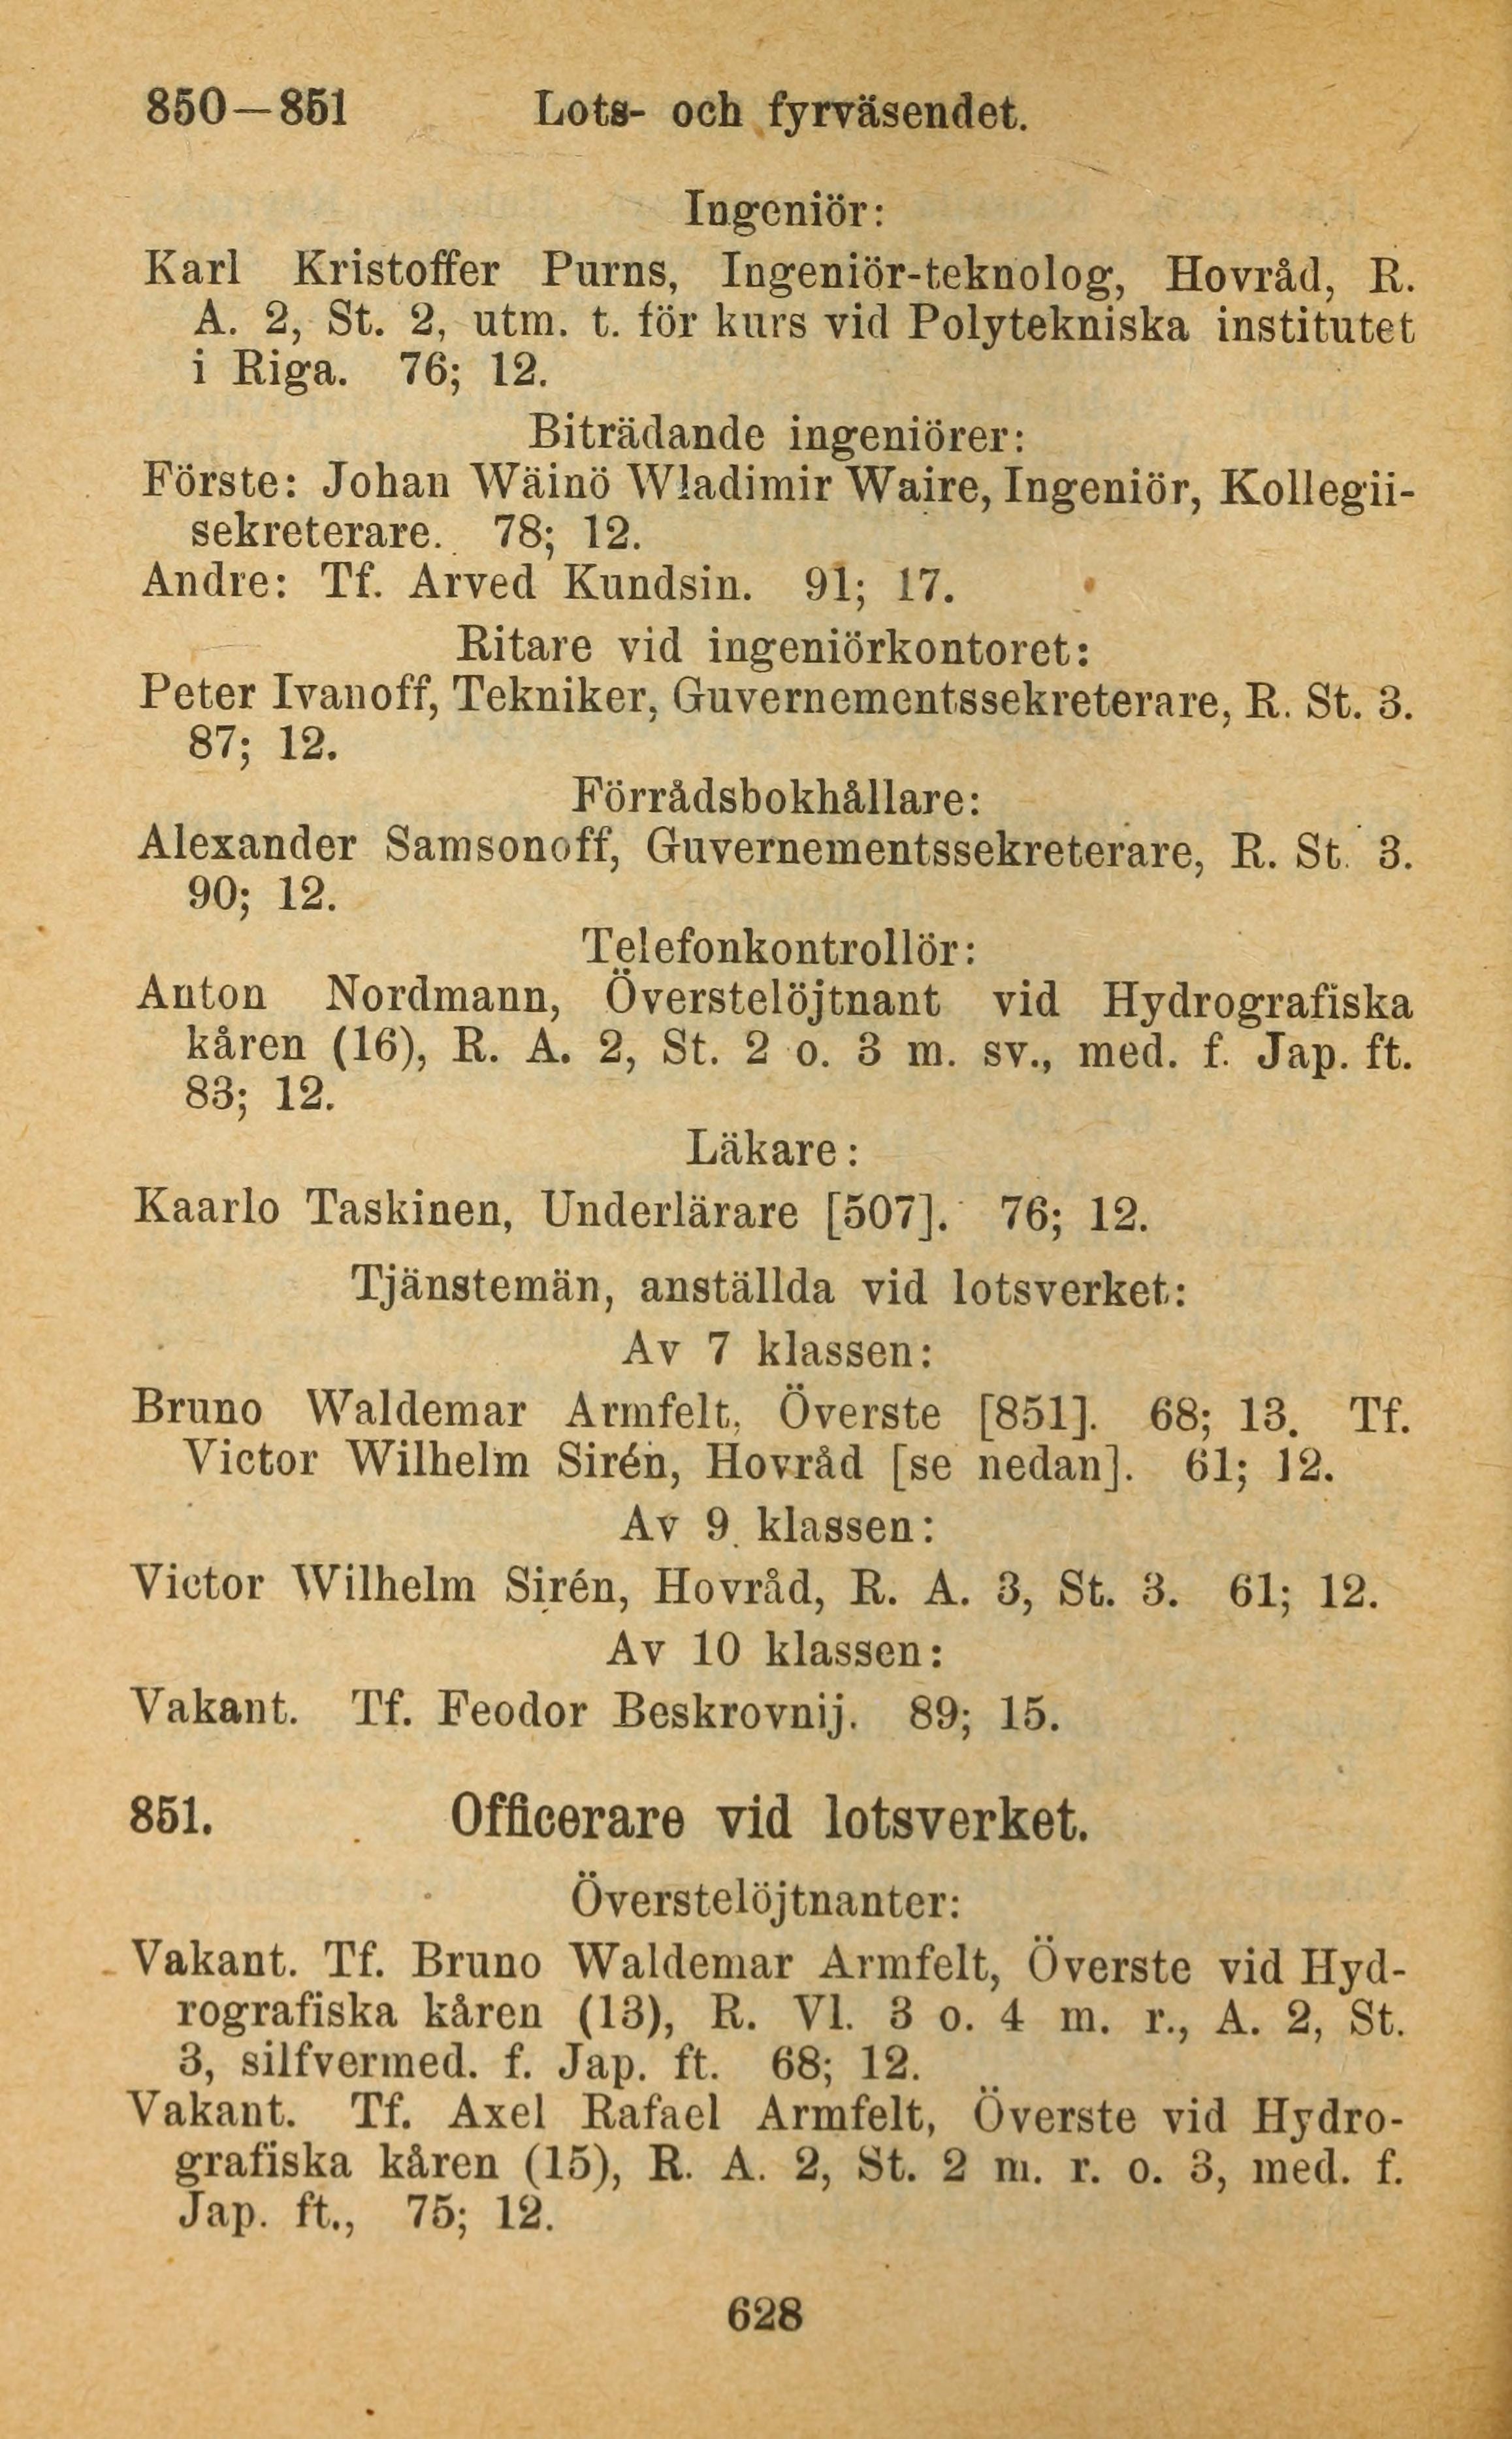 850—851 Lots- och fyrväsendet.
Ingeniör:
Karl Kristoffer Purns, Ingeniör-teknolog, Hovråd, R.
A. 2, St. 2, utm. t. för kurs vid Polytekniska institutet
i Riga. 76; 12.
Biträdande ingeniörer:
Förste: Johan Wäinö Wladimir Waire, Ingeniör, Kollegii-
sekreterare. 78; 12.
Andre: Tf. Arved Kundsin. 91; 17.
Ritare vid ingeniörkontoret:
Peter Ivanoff, Tekniker, Guvernementssekreterare, R. St. 3.
87; 12.
Förrådsbokhållare:
Alexander Samsonoff, Guvernementssekreterare, R. St. 3.
90; 12.
Telefonkontrollör:
Anton Nordmann, Överstelöjtnant vid Hydrografiska
kåren (16), R. A. 2, St. 2 o. 3 m. sv., med. f. Jap. ft.
83; 12.
Läkare:
Kaarlo Taskinen, Underlärare [507]. 76; 12.
Tjänstemän, anställda vid lotsverket:
Av 7 klassen:
Bruno Waldemar Armfelt, Överste [851]. 68; 13. Tf.
Victor Wilhelm Sirén, Hovråd [se nedan]. 61; 12.
Av 9 klassen:
Victor Wilhelm Sirén, Hovråd, R. A. 3, St. 3. 61; 12.
Av 10 klassen:
Vakant. Tf. Feodor Beskrovnij. 89; 15.
851. Officerare vid lotsverket.
Överstelöjtnanter:
Vakant. Tf. Bruno Waldemar Armfelt, Överste vid Hyd-
rografiska kåren (13), R. Vl. 3 o. 4 m. r., A. 2, St.
3, silfvermed. f. Jap. ft. 68; 12.
Vakant. Tf. Axel Rafael Armfelt, Överste vid Hydro-
grafiska kåren (15), R. A. 2, St. 2 m. r. o. 3, med. f.
Jap. ft., 75; 12.
628